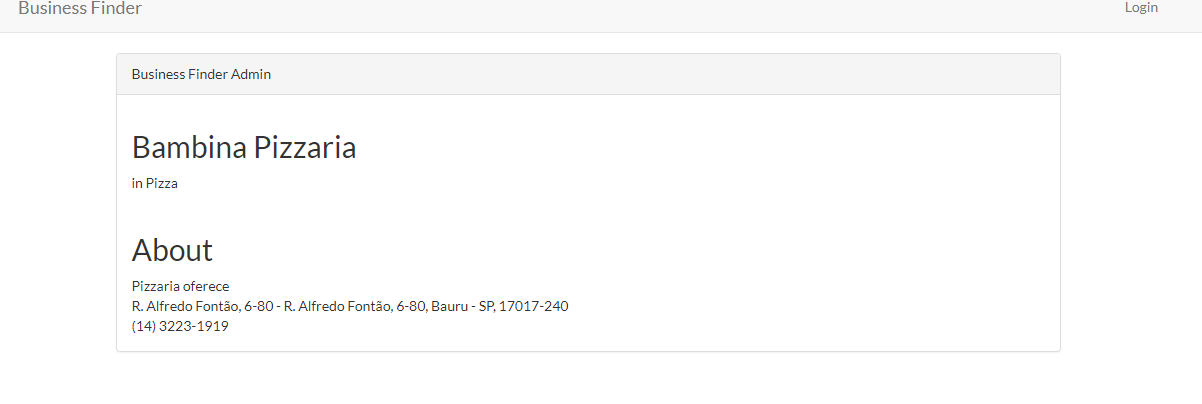 Business Finder
Login
Business Finder Admin
Bambina Pizzaria
in Pizza
About
Pizzaria oferece
R. Alfredo Fontão, 6-80 - R. Alfredo Fontão, 6-80, Bauru - SP, 17017-240
(14) 3223-1919